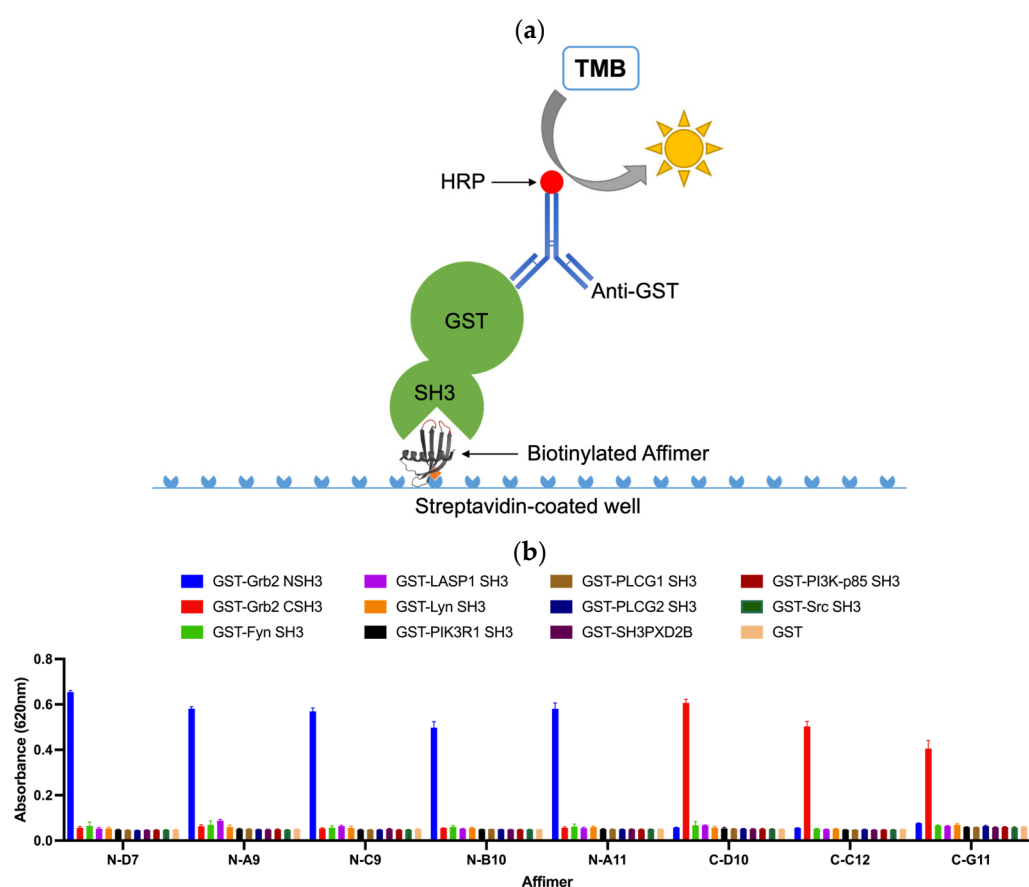 (a)
TMB
HRP
Anti-GST
GST
SH3
Biotinylated Affimer
Streptavidin-coated well
(b)
GST-Grb2 NSH3 GST-LASP1 SH3 GST-PLCG1 SH3 GST-PI3K-p85 SH3
GST-Grb2 CSH3 GST-Lyn SH3 GST-PLCG2 SH3 GST-Src SH3
GST-Fyn SH3 GST-PIK3R1 SH3 GST-SH3PXD2B GST
0.8
0.6
0.4
0.2
0.0
Absorbance (620nm)
N-D7 N-A9 N-C9 N-B10 N-A11 C-D10 C-C12 C-G11
Affimer